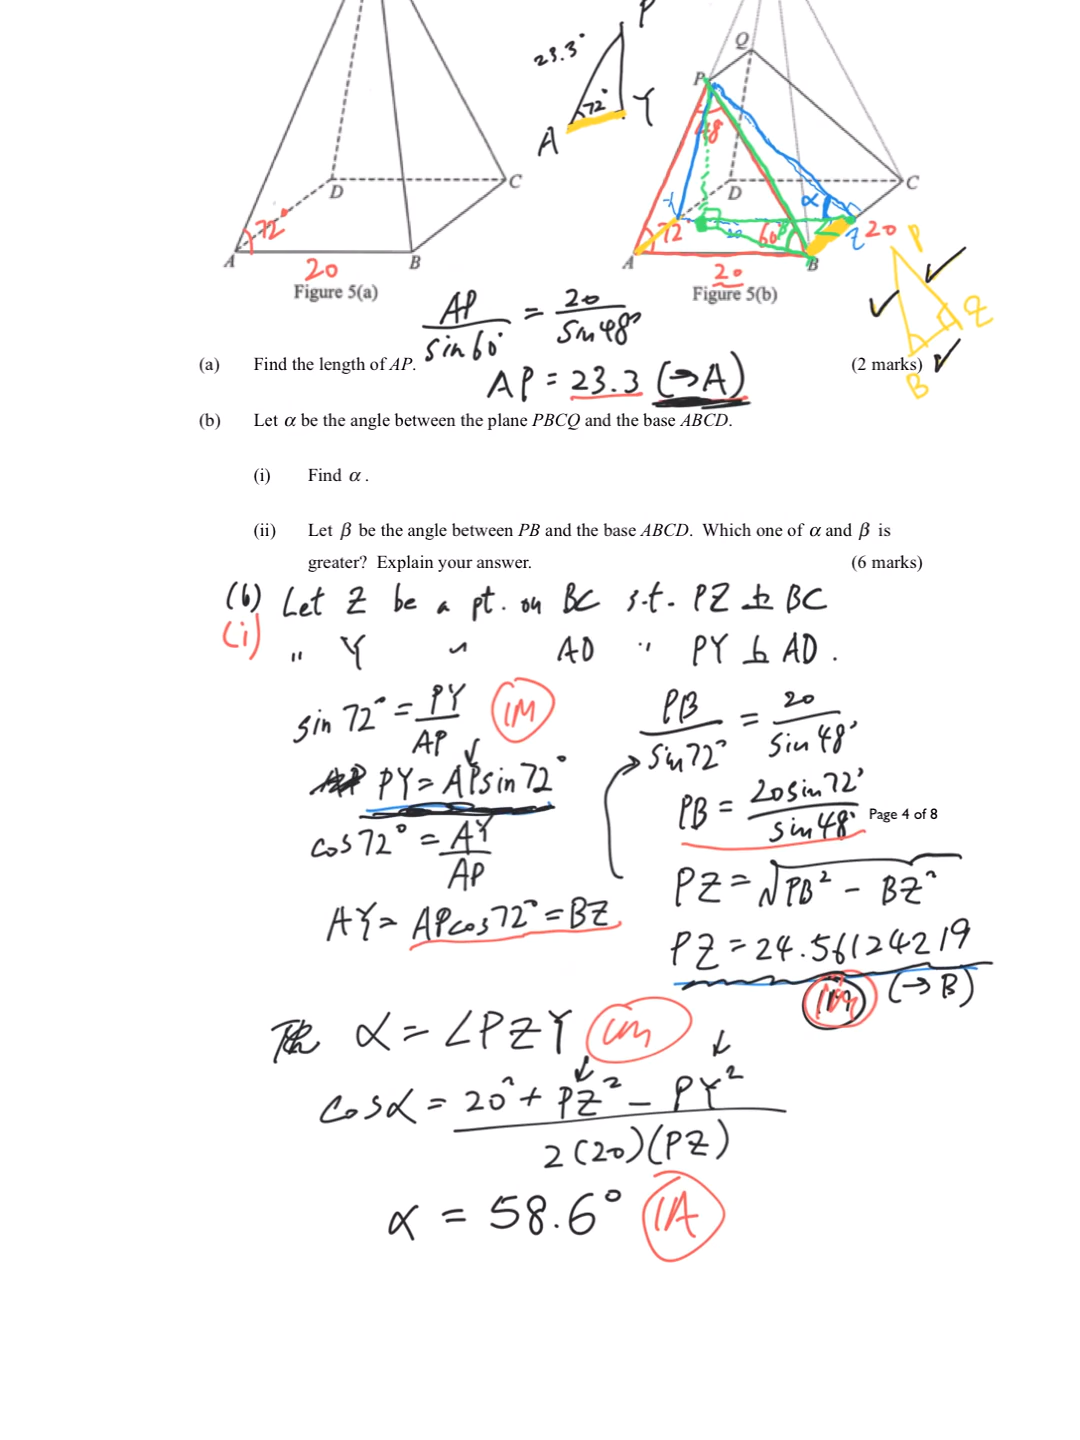 P
23.3°
72°
A
Y
Q
P
48
D
C
D
C
α
72°
72
60°
Z
20
P
A
B
A
B
20
20
Z
B
Figure 5(a)
Figure 5(b)
AP / sin 60° = 20 / sin 48°
(a) Find the length of AP. (2 marks)
AP = 23.3 (→A)
(b) Let α be the angle between the plane PBCQ and the base ABCD.
(i) Find α .
(ii) Let β be the angle between PB and the base ABCD. Which one of α and β is
greater? Explain your answer. (6 marks)
(b) Let Z be a pt. on BC s.t. PZ ⊥ BC
(i) " Y " AD " PY ⊥ AD .
sin 72° = PY / AP 1M
PY = AP sin 72°
cos 72° = AY / AP
AY = AP cos 72° = BZ
PB / sin 72° = 20 / sin 48°
PB = 20 sin 72° / sin 48°
Page 4 of 8
PZ = √PB² − BZ²
PZ = 24.56124219
1M (→B)
α = ∠PZY 1M
cos α = 20² + PZ² − PY² / 2(20)(PZ)
α = 58.6° 1A